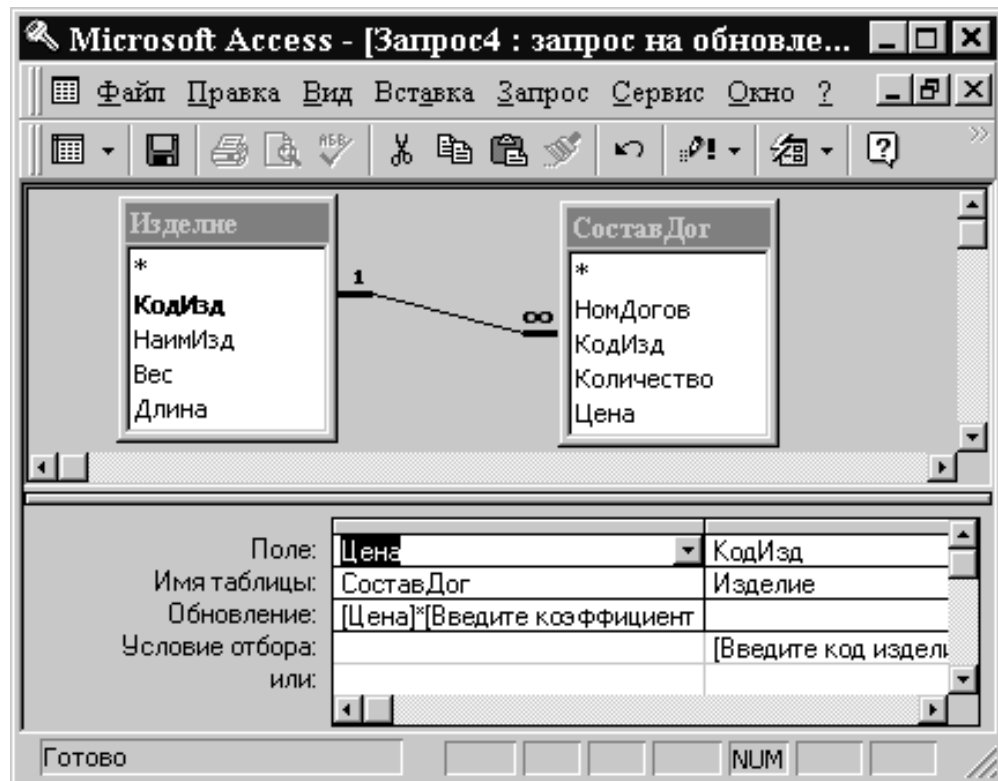 Microsoft Access - [Запрос4 : запрос на обновле...
Файл Правка Вид Вставка Запрос Сервис Окно ?
Изделие
*
КодИзд
НаимИзд
Вес
Длина
1
∞
СоставДог
*
НомДогов
КодИзд
Количество
Цена
Поле: Цена КодИзд
Имя таблицы: СоставДог Изделие
Обновление: [Цена]*[Введите коэффициент
Условие отбора: [Введите код издели
или:
Готово NUM